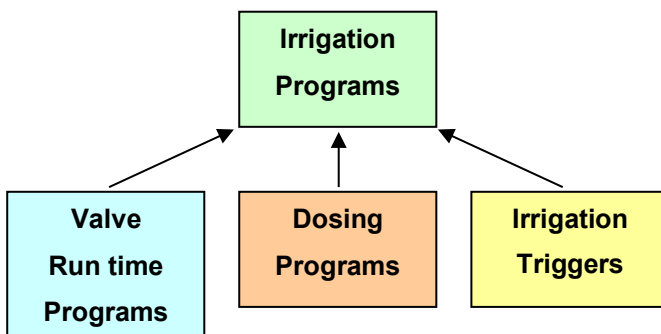 Irrigation
Programs
Valve
Run time
Programs
Dosing
Programs
Irrigation
Triggers